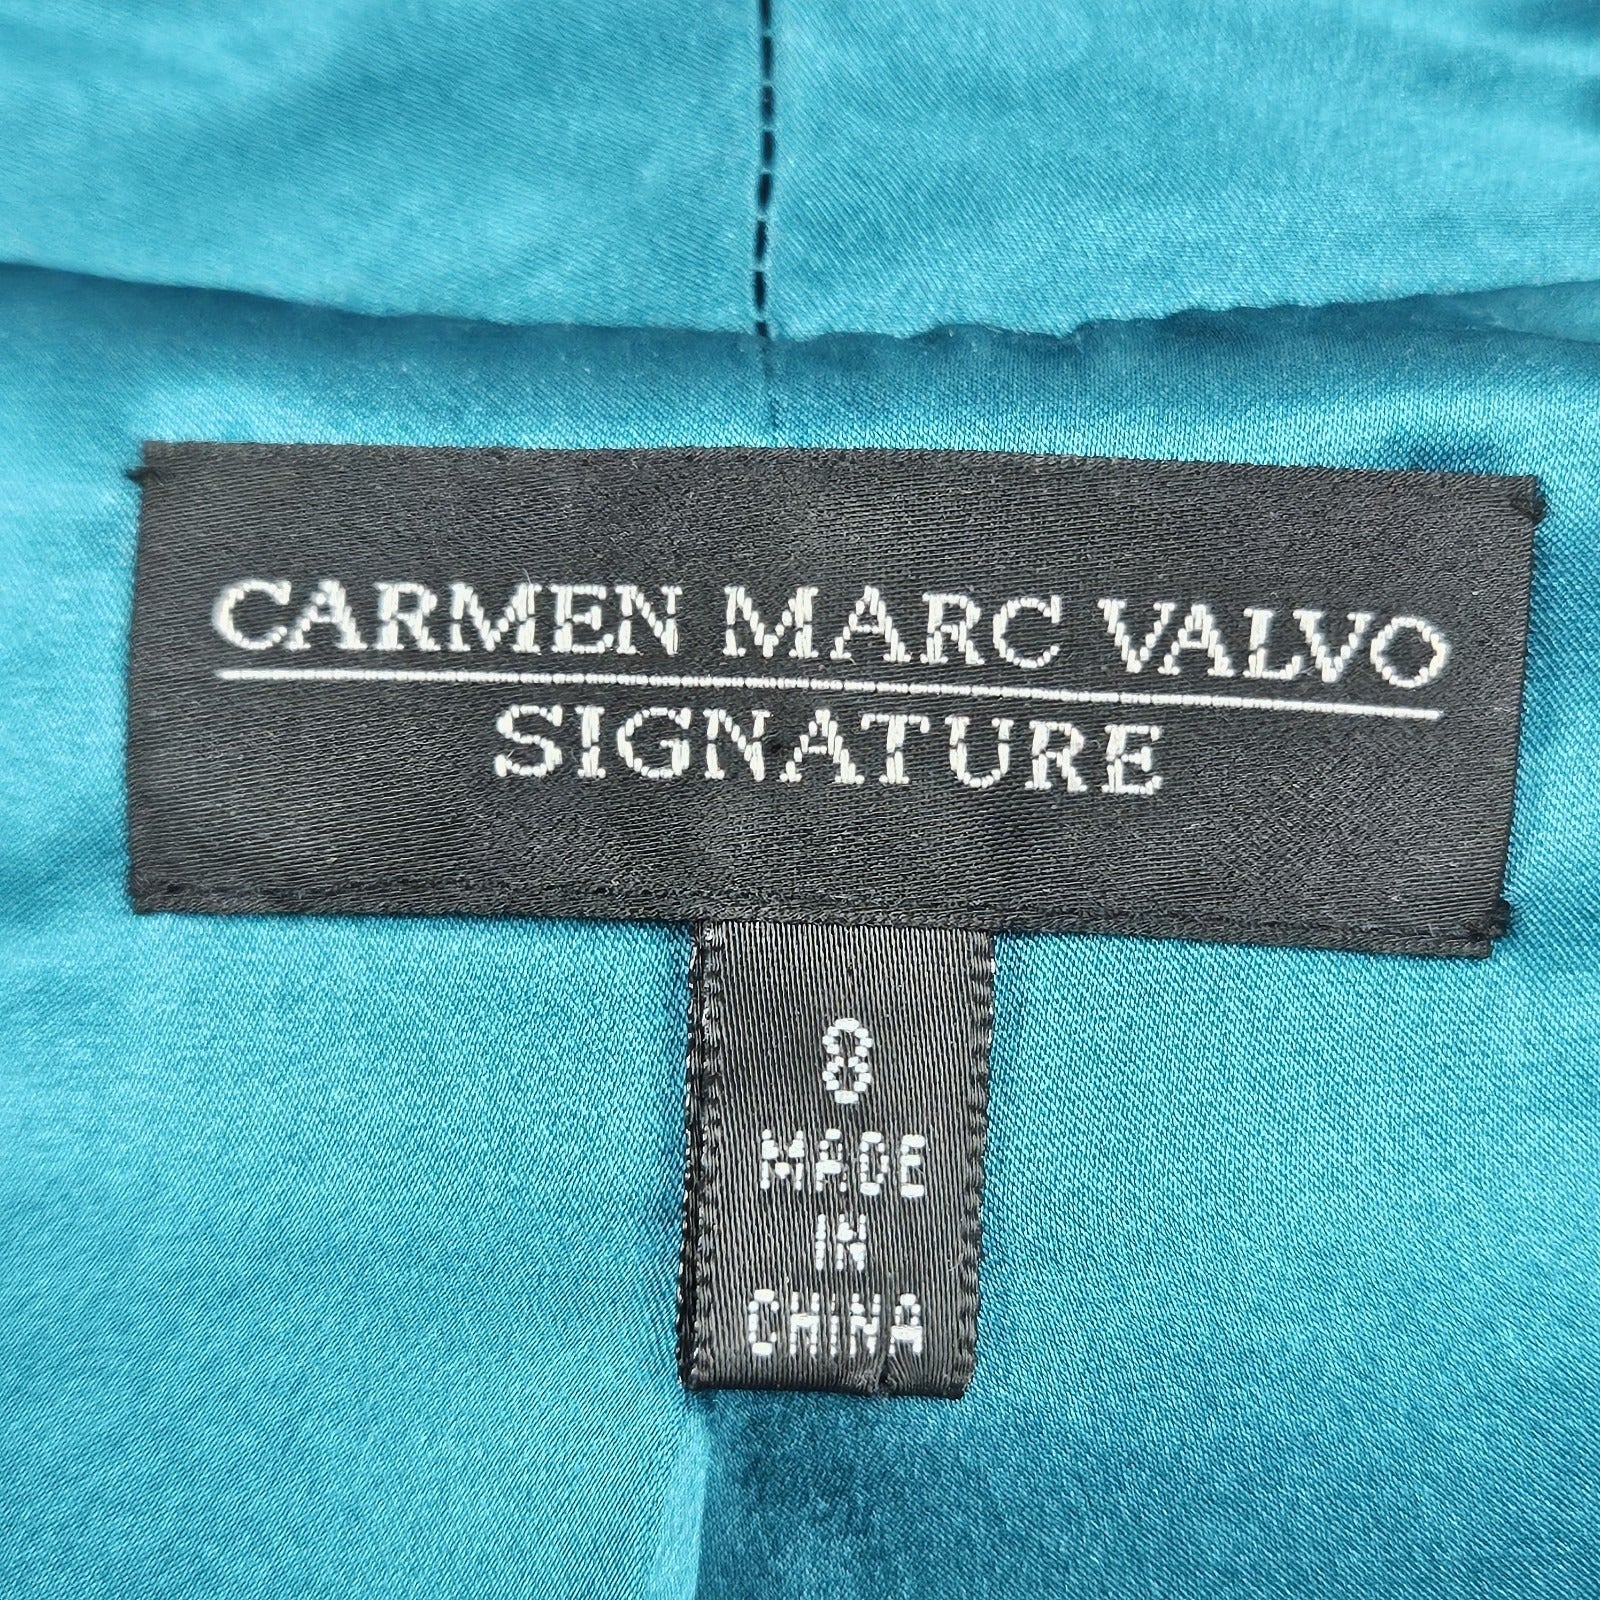 CARMEN MARC VALVO
SIGNATURE
8
MADE
IN
CHINA